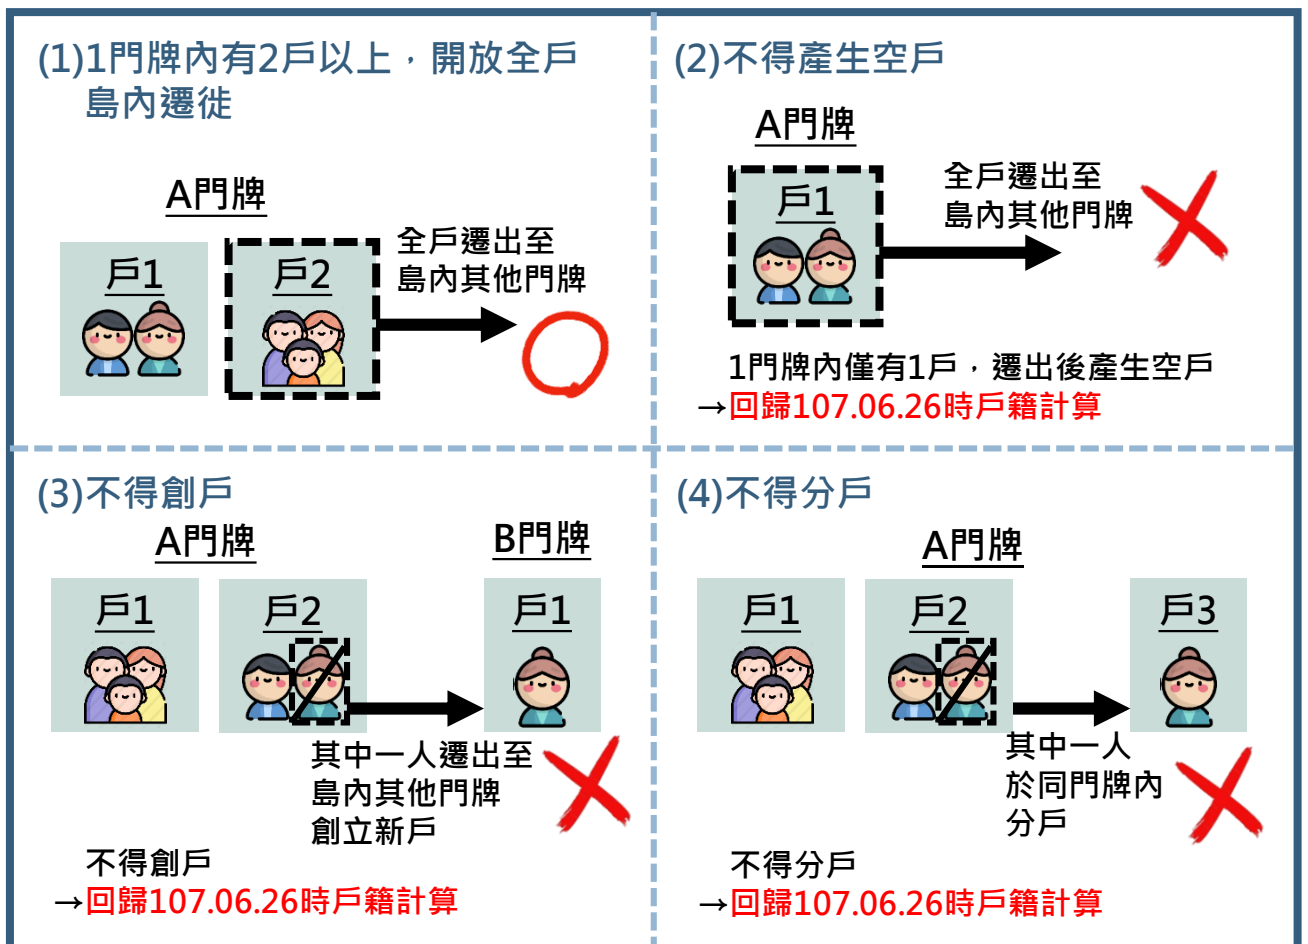 (1)1門牌內有2戶以上，開放全戶
島內遷徙
A門牌
戶1
戶2
全戶遷出至
島內其他門牌
(2)不得產生空戶
A門牌
戶1
全戶遷出至
島內其他門牌
1門牌內僅有1戶，遷出後產生空戶
→回歸107.06.26時戶籍計算
(3)不得創戶
A門牌
B門牌
戶1
戶2
戶1
其中一人遷出至
島內其他門牌
創立新戶
不得創戶
→回歸107.06.26時戶籍計算
(4)不得分戶
A門牌
戶1
戶2
戶3
其中一人
於同門牌內
分戶
不得分戶
→回歸107.06.26時戶籍計算